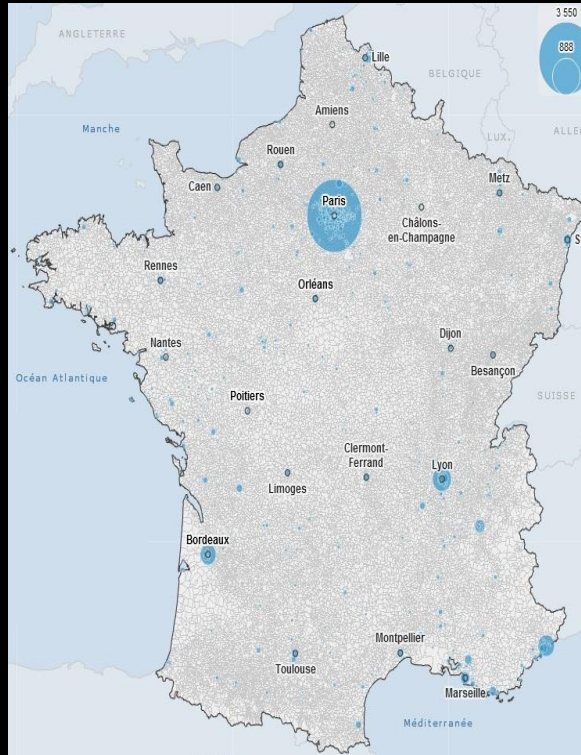 3 550
888
ANGLETERRE
Lille
BELGIQUE
Amiens
Manche
LUX.
ALLE
Rouen
Caen
Metz
Paris
Châlons-
en-Champagne
S
Rennes
Orléans
Dijon
Nantes
Besançon
Océan Atlantique
Poitiers
SUISSE
Clermont-
Ferrand
Lyon
Limoges
Bordeaux
Montpellier
Toulouse
Marseille
Méditerranée